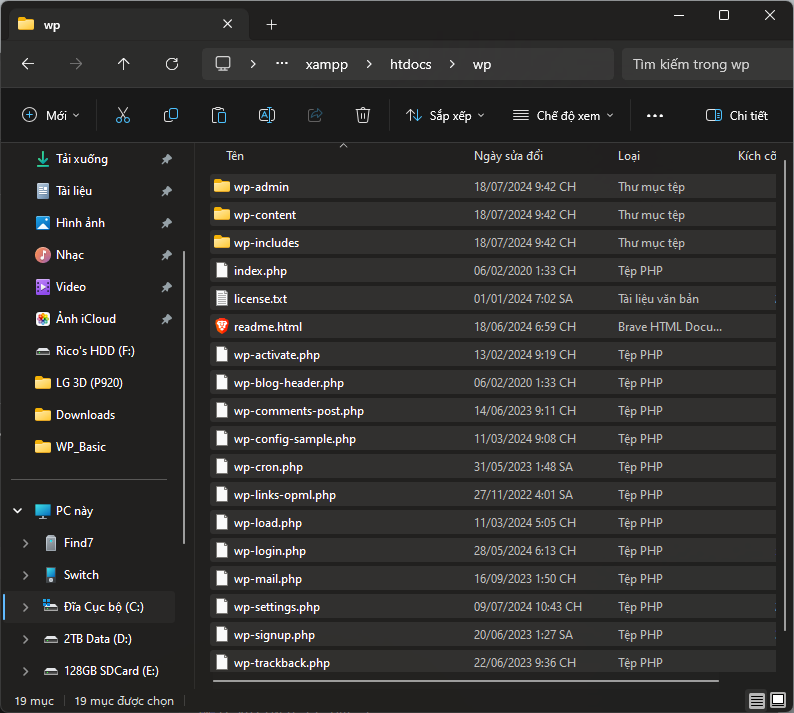 wp
xampp htdocs wp Tìm kiếm trong wp
Mới Sắp xếp Chế độ xem Chi tiết
Tải xuống
Tài liệu
Hình ảnh
Nhạc
Video
Ảnh iCloud
Rico's HDD (F:)
LG 3D (P920)
Downloads
WP_Basic
PC này
Find7
Switch
Đĩa Cục bộ (C:)
2TB Data (D:)
128GB SDCard (E:)
Tên Ngày sửa đổi Loại Kích cỡ
wp-admin 18/07/2024 9:42 CH Thư mục tệp
wp-content 18/07/2024 9:42 CH Thư mục tệp
wp-includes 18/07/2024 9:42 CH Thư mục tệp
index.php 06/02/2020 1:33 CH Tệp PHP
license.txt 01/01/2024 7:02 SA Tài liệu văn bản
readme.html 18/06/2024 6:59 CH Brave HTML Docu...
wp-activate.php 13/02/2024 9:19 CH Tệp PHP
wp-blog-header.php 06/02/2020 1:33 CH Tệp PHP
wp-comments-post.php 14/06/2023 9:11 CH Tệp PHP
wp-config-sample.php 11/03/2024 9:08 CH Tệp PHP
wp-cron.php 31/05/2023 1:48 SA Tệp PHP
wp-links-opml.php 27/11/2022 4:01 SA Tệp PHP
wp-load.php 11/03/2024 5:05 CH Tệp PHP
wp-login.php 28/05/2024 6:13 CH Tệp PHP
wp-mail.php 16/09/2023 1:50 CH Tệp PHP
wp-settings.php 09/07/2024 10:43 CH Tệp PHP
wp-signup.php 20/06/2023 1:27 SA Tệp PHP
wp-trackback.php 22/06/2023 9:36 CH Tệp PHP
19 mục 19 mục được chọn